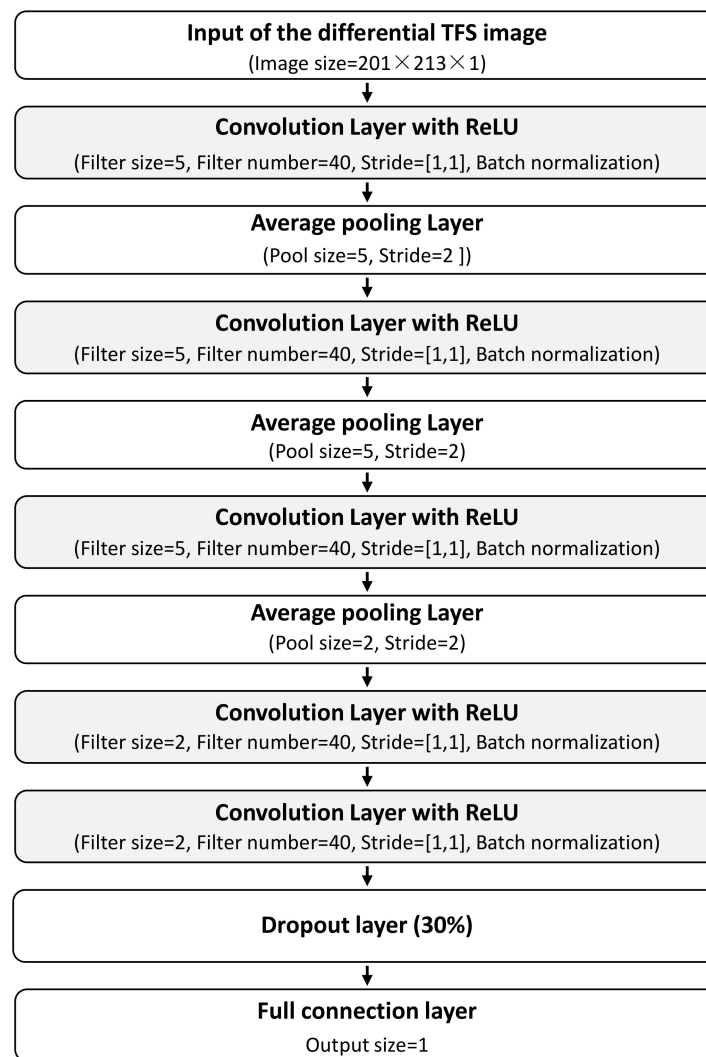 Input of the differential TFS image
(Image size=201×213×1)
Convolution Layer with ReLU
(Filter size=5, Filter number=40, Stride=[1,1], Batch normalization)
Average pooling Layer
(Pool size=5, Stride=2 ])
Convolution Layer with ReLU
(Filter size=5, Filter number=40, Stride=[1,1], Batch normalization)
Average pooling Layer
(Pool size=5, Stride=2)
Convolution Layer with ReLU
(Filter size=5, Filter number=40, Stride=[1,1], Batch normalization)
Average pooling Layer
(Pool size=2, Stride=2)
Convolution Layer with ReLU
(Filter size=2, Filter number=40, Stride=[1,1], Batch normalization)
Convolution Layer with ReLU
(Filter size=2, Filter number=40, Stride=[1,1], Batch normalization)
Dropout layer (30%)
Full connection layer
Output size=1